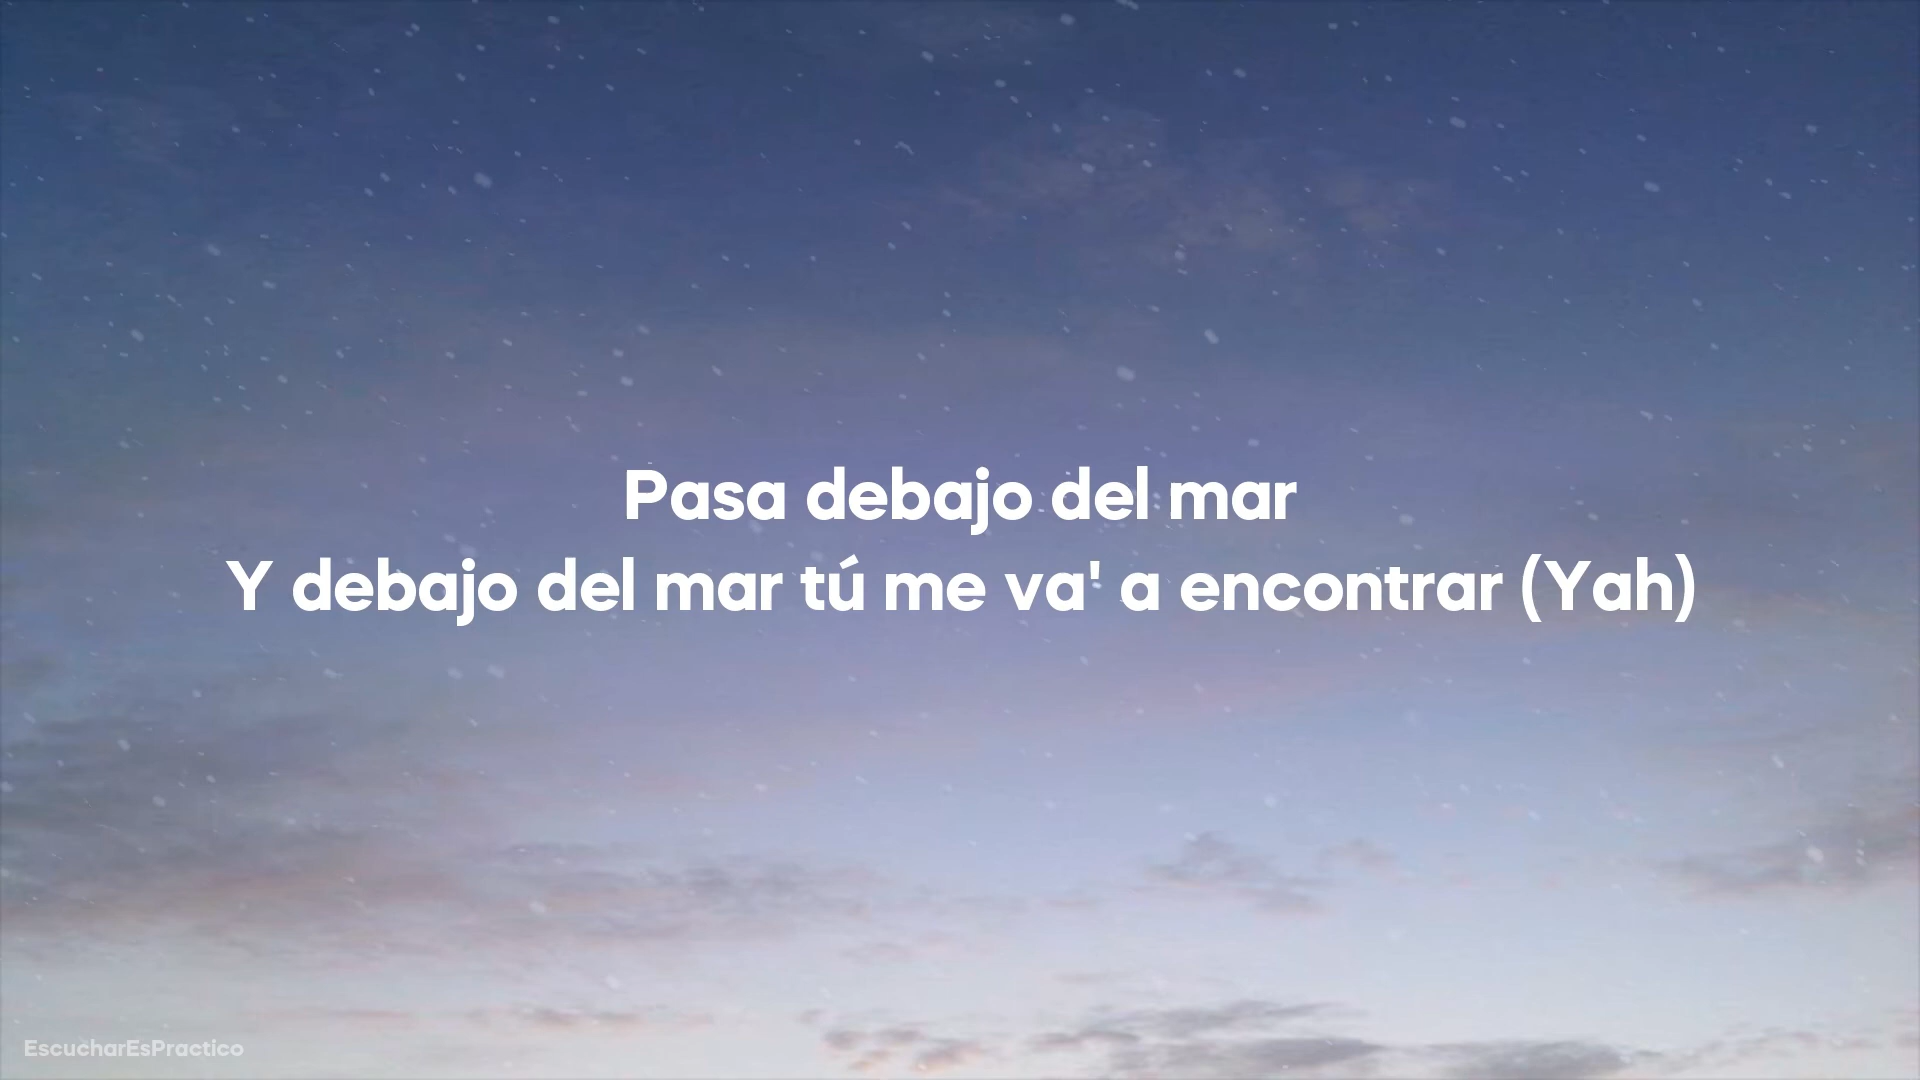 Pasa debajo del mar
Y debajo del mar tú me va' a encontrar (Yah)
EscucharEsPractico